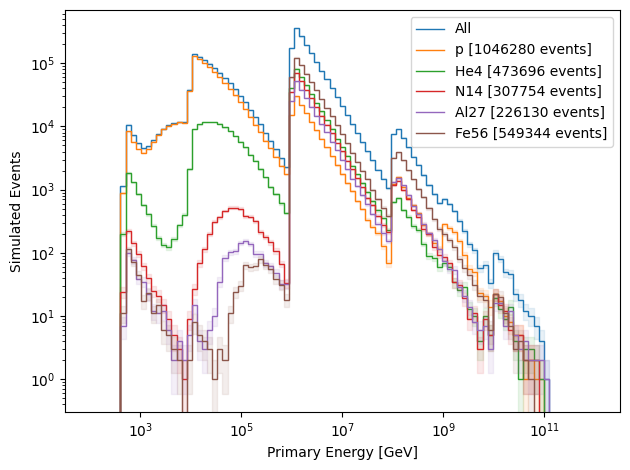 All
p [1046280 events]
He4 [473696 events]
N14 [307754 events]
Al27 [226130 events]
Fe56 [549344 events]
Simulated Events
10^5
10^4
10^3
10^2
10^1
10^0
10^3 10^5 10^7 10^9 10^11
Primary Energy [GeV]